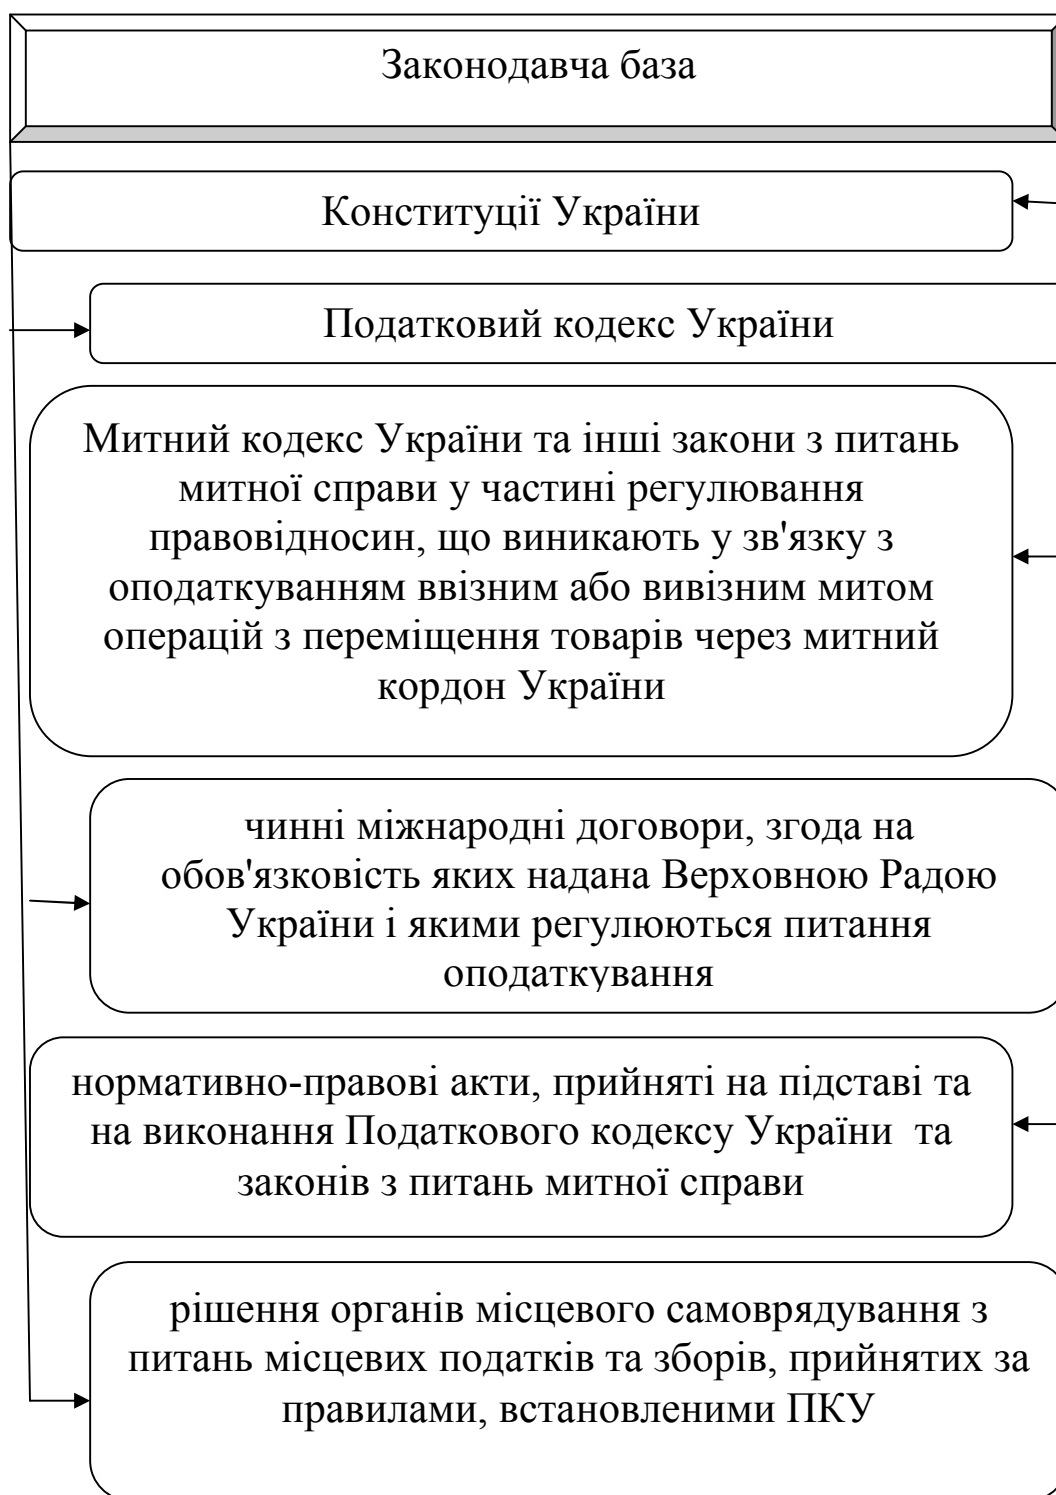 Законодавча база
Конституції України
Податковий кодекс України
Митний кодекс України та інші закони з питань
митної справи у частині регулювання
правовідносин, що виникають у зв'язку з
оподаткуванням ввізним або вивізним митом
операцій з переміщення товарів через митний
кордон України
чинні міжнародні договори, згода на
обов'язковість яких надана Верховною Радою
України і якими регулюються питання
оподаткування
нормативно-правові акти, прийняті на підставі та
на виконання Податкового кодексу України та
законів з питань митної справи
рішення органів місцевого самоврядування з
питань місцевих податків та зборів, прийнятих за
правилами, встановленими ПКУ